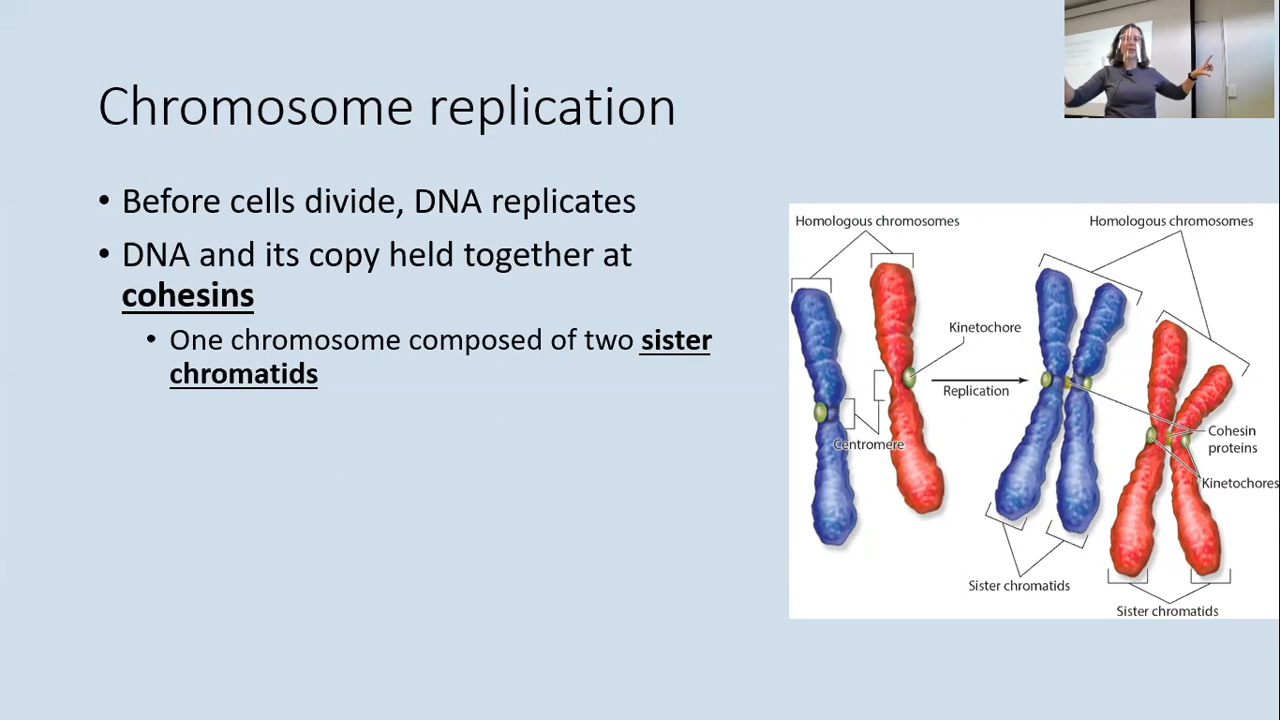 Chromosome replication
• Before cells divide, DNA replicates
• DNA and its copy held together at
cohesins
• One chromosome composed of two sister
chromatids
Homologous chromosomes
Homologous chromosomes
Kinetochore
Replication
Centromere
Cohesin
proteins
Kinetochores
Sister chromatids
Sister chromatids